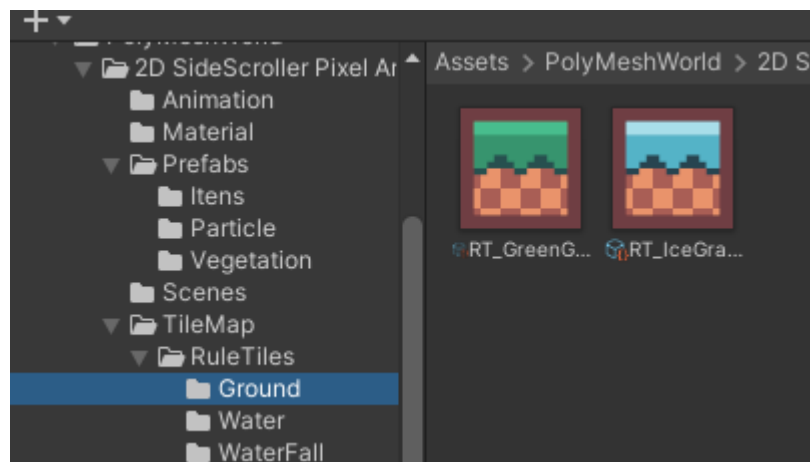 PolyMeshWorld
2D SideScroller Pixel Ar
Animation
Material
Prefabs
Itens
Particle
Vegetation
Scenes
TileMap
RuleTiles
Ground
Water
WaterFall
Assets > PolyMeshWorld > 2D S
RT_GreenG...
RT_IceGra...